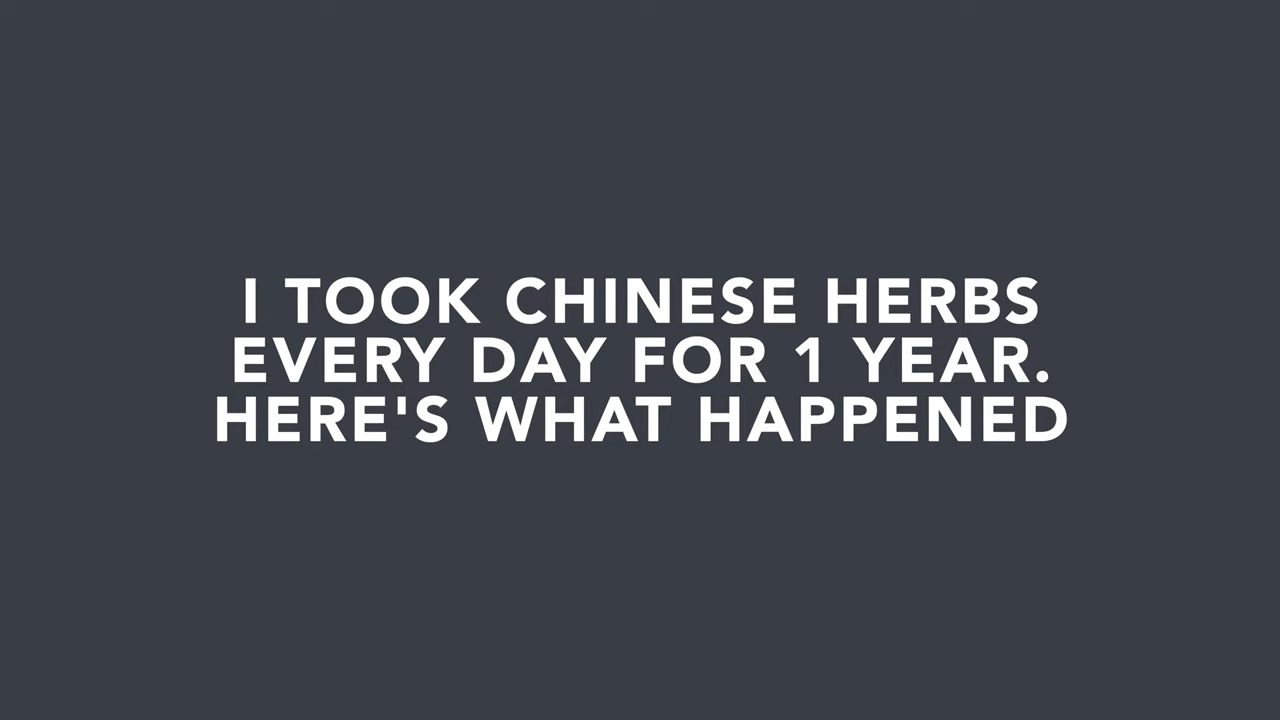 I TOOK CHINESE HERBS
EVERY DAY FOR 1 YEAR.
HERE'S WHAT HAPPENED